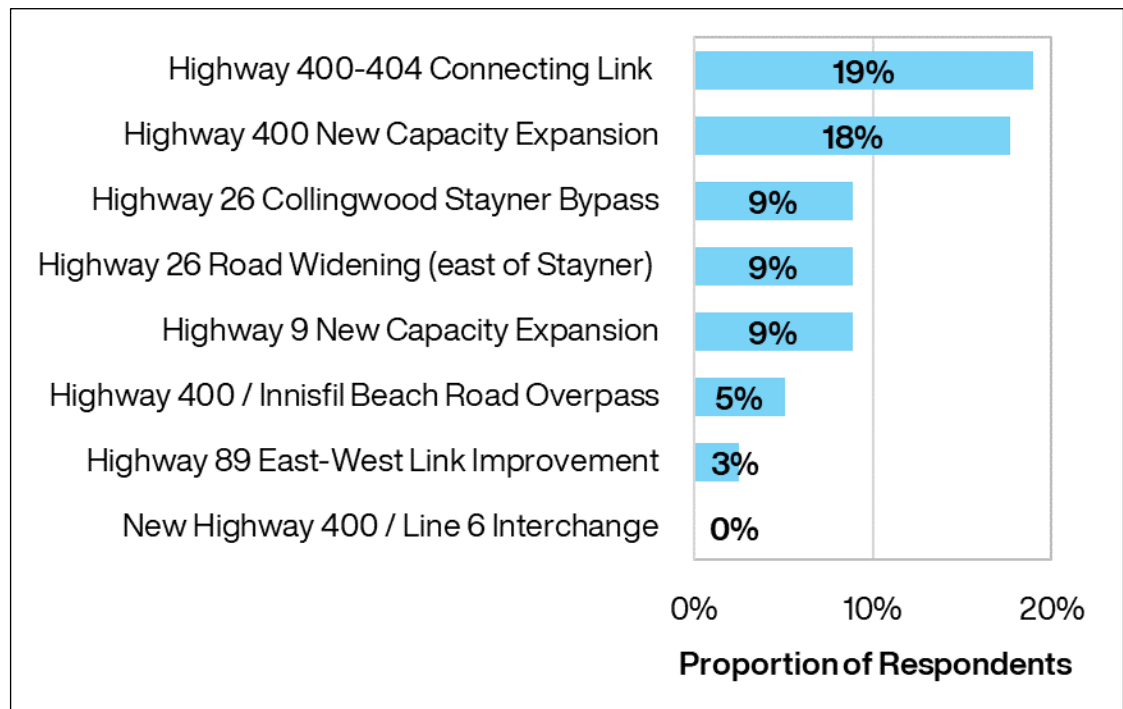 Highway 400-404 Connecting Link 19%
Highway 400 New Capacity Expansion 18%
Highway 26 Collingwood Stayner Bypass 9%
Highway 26 Road Widening (east of Stayner) 9%
Highway 9 New Capacity Expansion 9%
Highway 400 / Innisfil Beach Road Overpass 5%
Highway 89 East-West Link Improvement 3%
New Highway 400 / Line 6 Interchange 0%
0% 10% 20%
Proportion of Respondents